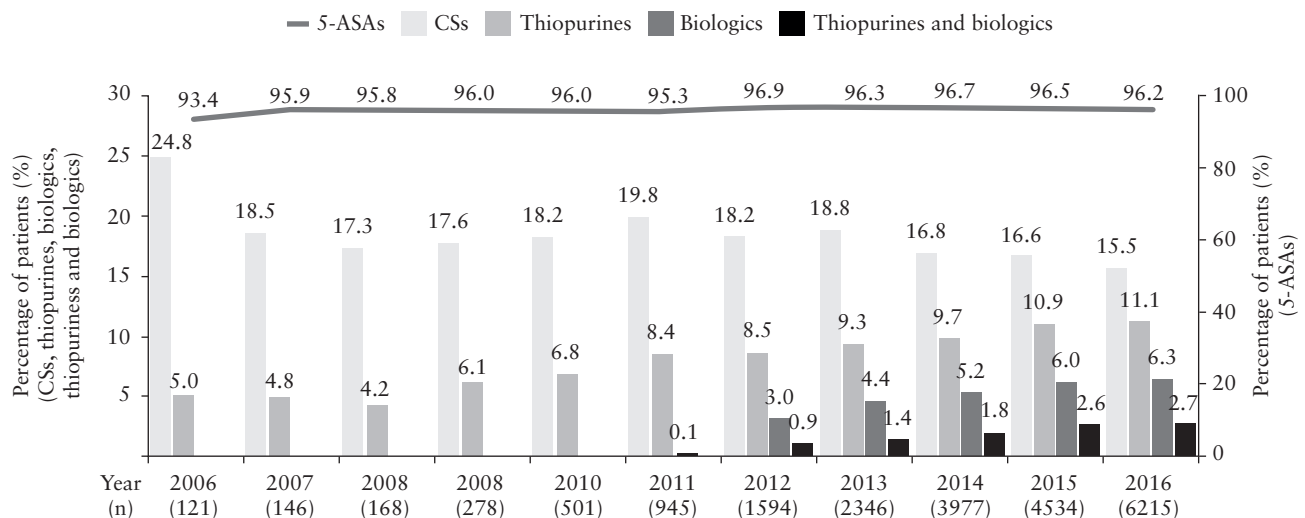 5-ASAs CSs Thiopurines Biologics Thiopurines and biologics
Percentage of patients (%)
(CSs, thiopurines, biologics,
thiopuriness and biologics)
30
25
20
15
10
5
93.4 95.9 95.8 96.0 96.0 95.3 96.9 96.3 96.7 96.5 96.2
24.8 5.0
18.5 4.8
17.3 4.2
17.6 6.1
18.2 6.8
19.8 8.4 0.1
18.2 8.5 3.0 0.9
18.8 9.3 4.4 1.4
16.8 9.7 5.2 1.8
16.6 10.9 6.0 2.6
15.5 11.1 6.3 2.7
100
80
60
40
20
0
Percentage of patients (%)
(5-ASAs)
Year 2006 2007 2008 2008 2010 2011 2012 2013 2014 2015 2016
(n) (121) (146) (168) (278) (501) (945) (1594) (2346) (3977) (4534) (6215)